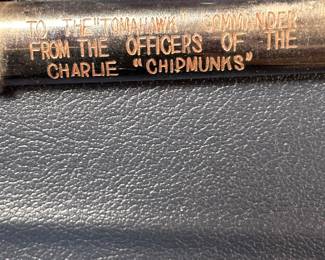 TO THE "TOMAHAWK COMMANDER
FROM THE OFFICERS OF THE
CHARLIE "CHIPMUNKS"